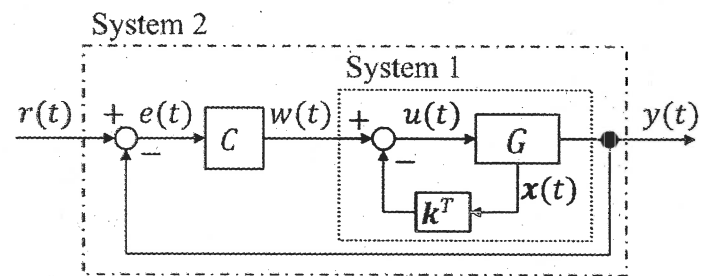 System 2
System 1
r(t) + e(t) w(t) + u(t) y(t)
C G
− −
x(t)
k^T